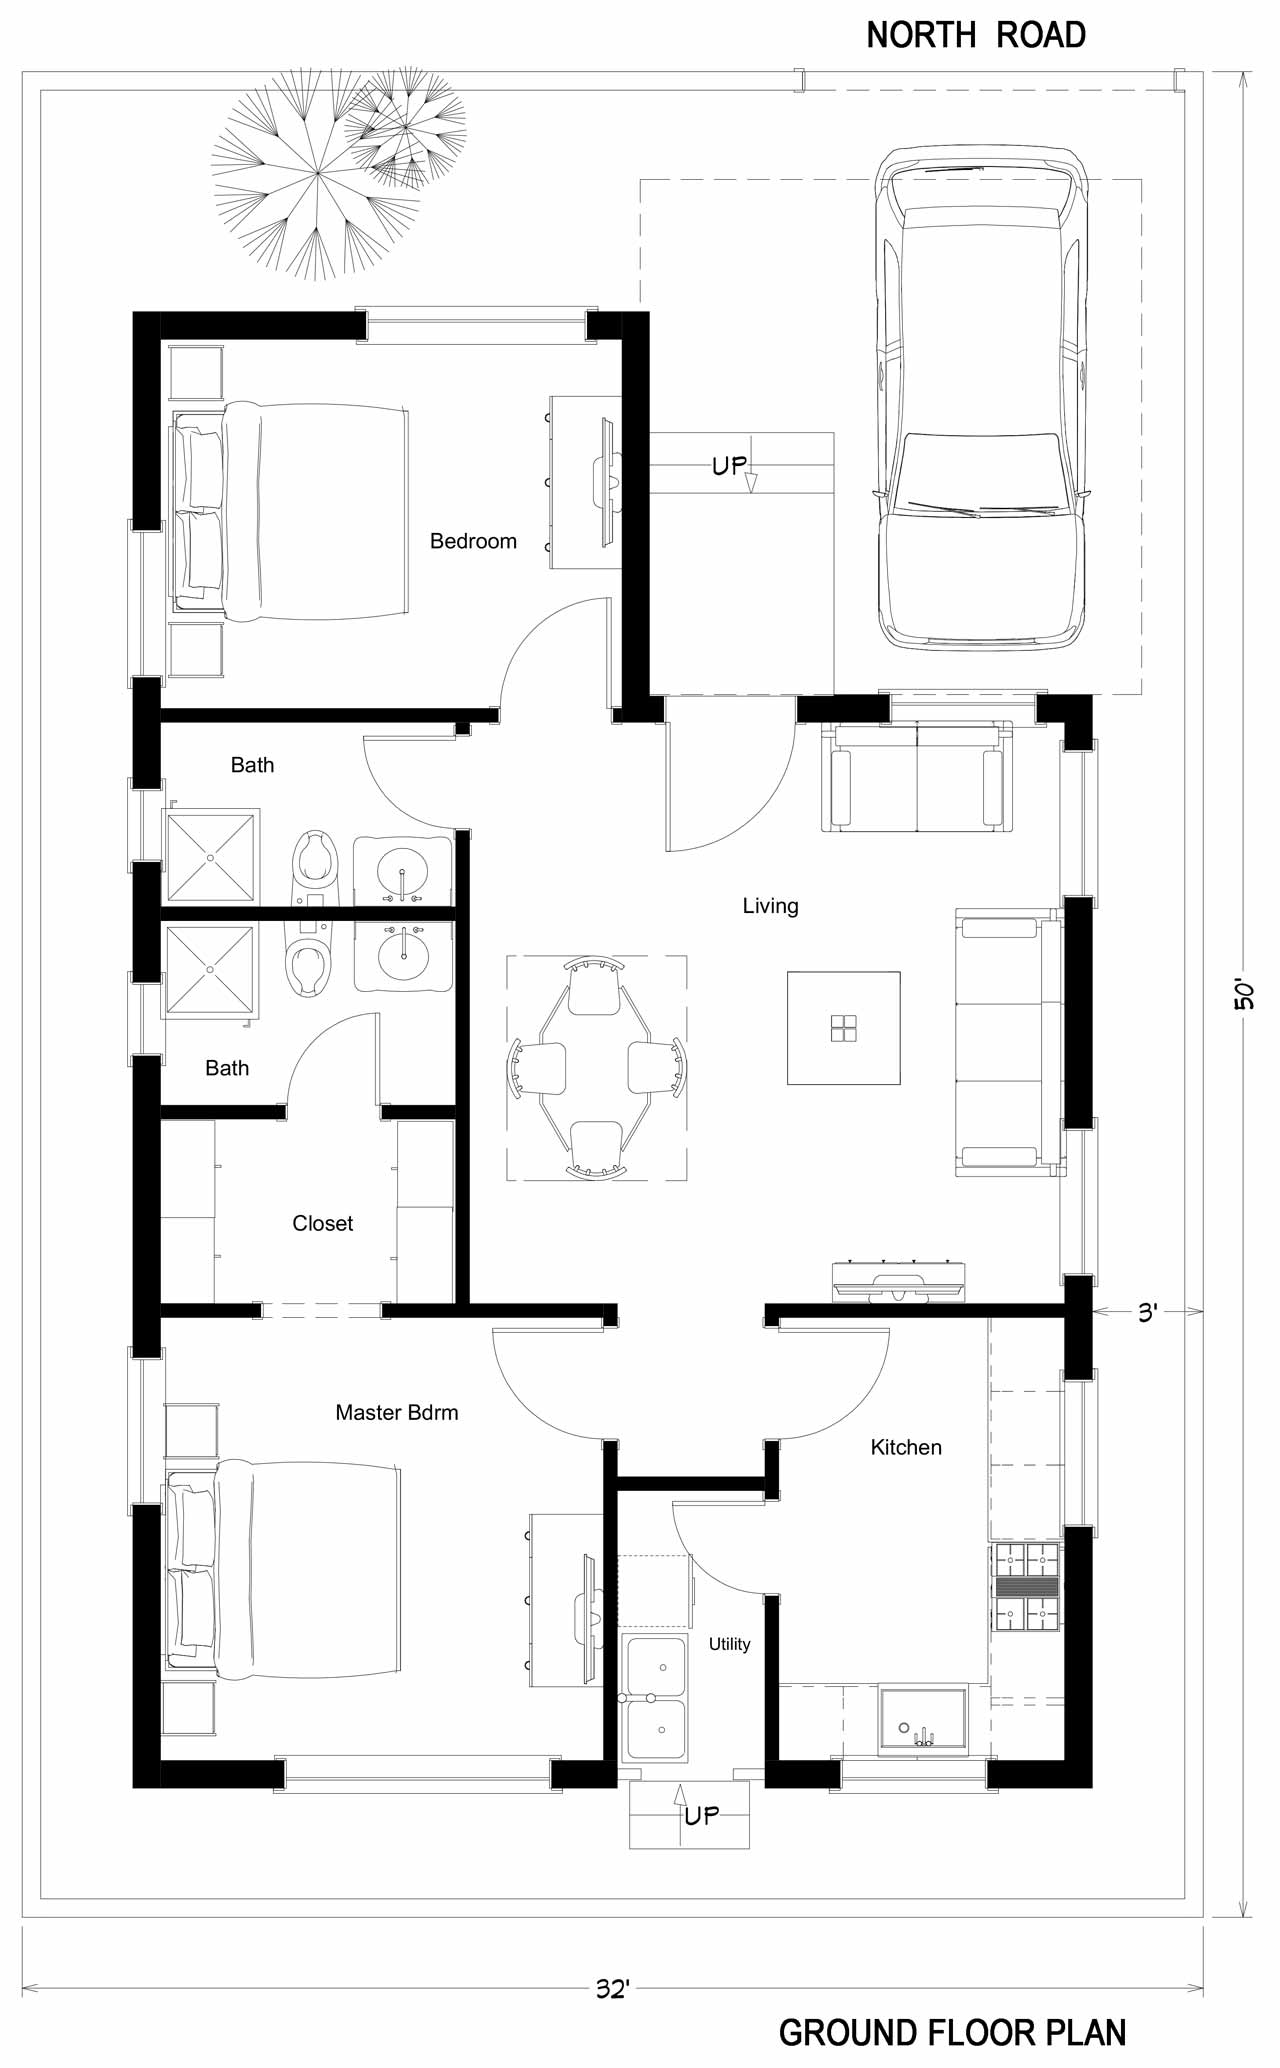 NORTH ROAD
UP
Bedroom
Bath
Living
50'
Bath
Closet
3'
Master Bdrm
Kitchen
Utility
UP
32'
GROUND FLOOR PLAN